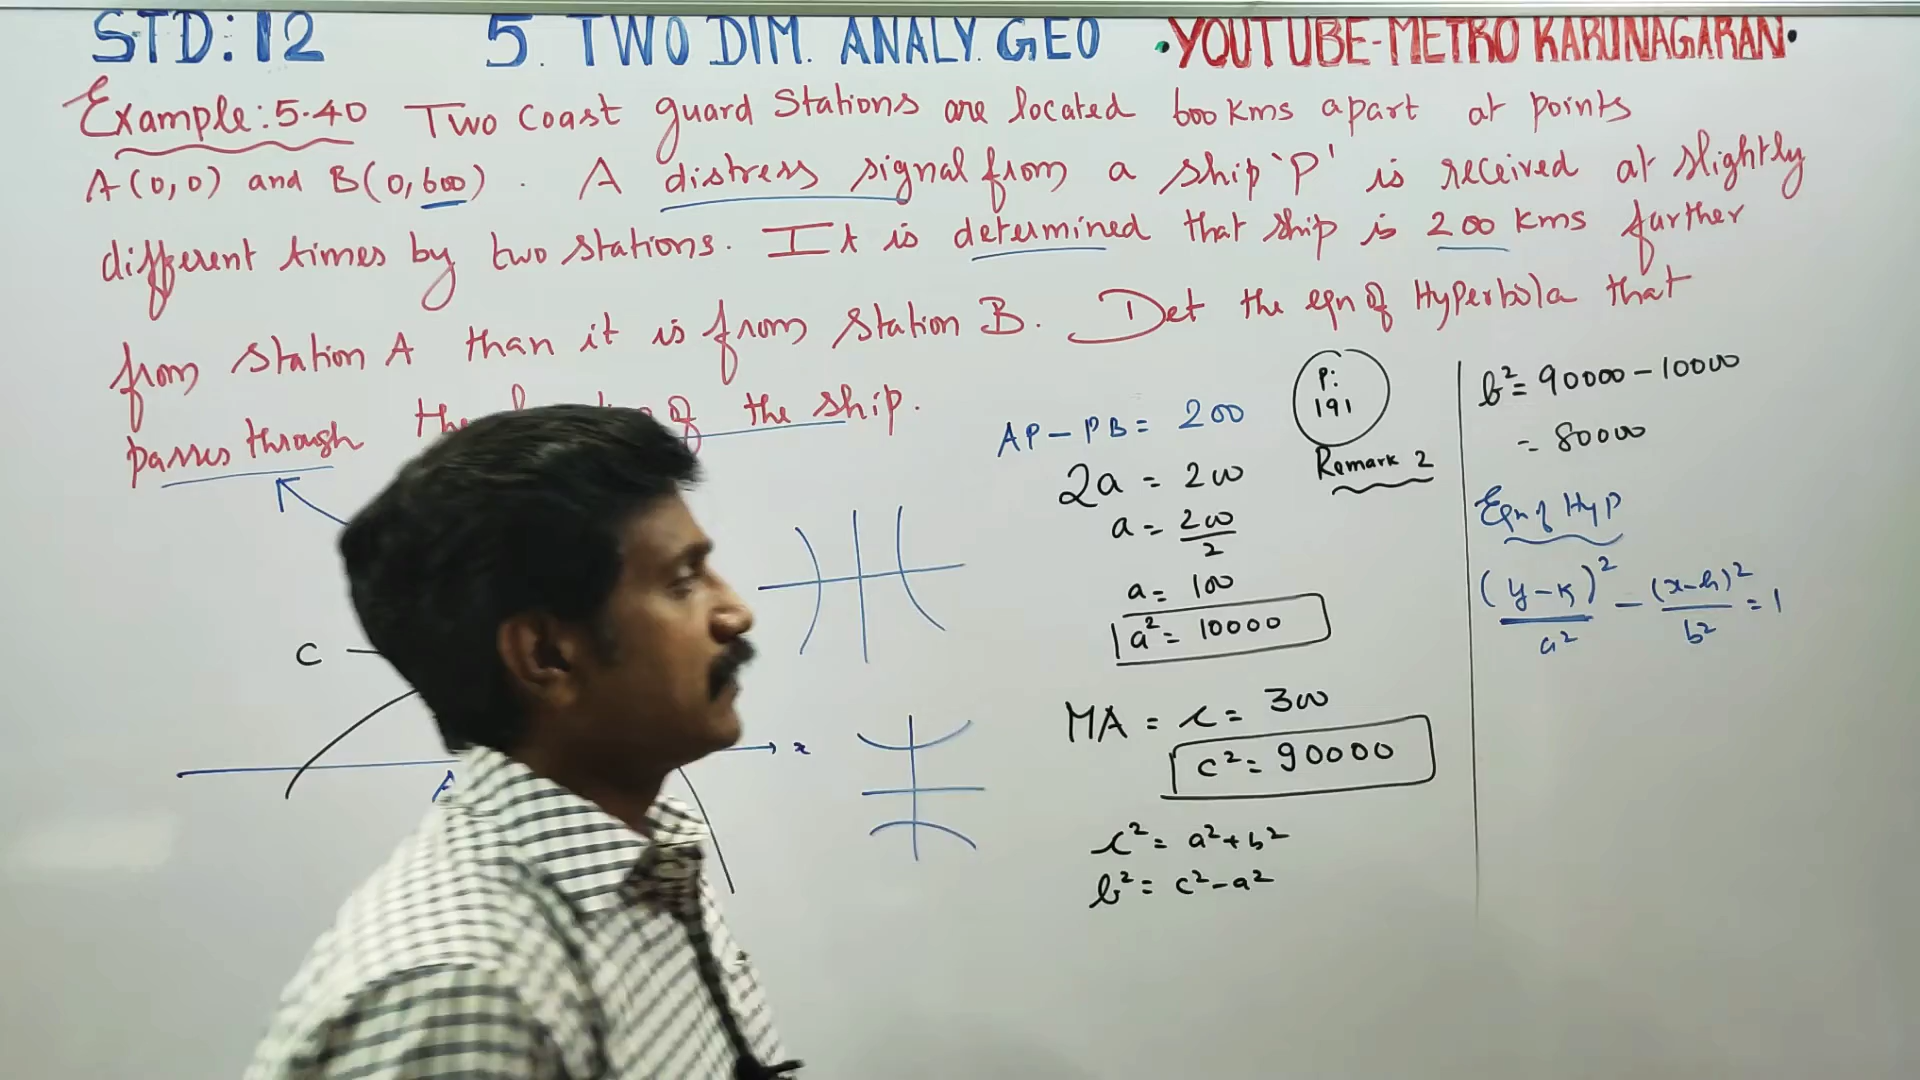 STD: 12 5. TWO DIM. ANALY. GEO •YOUTUBE-METRO KARUNAGARAN•
Example: 5.40 Two Coast guard Stations are located 600 Kms apart at points
A(0,0) and B(0,600). A distress signal from a ship 'P' is received at slightly
different times by two stations. It is determined that ship is 200 Kms further
from station A than it is from station B. Det the eqn of Hyperbola that
passes through the of the ship.
AP - PB = 200
2a = 200
a = 200/2
a = 100
a² = 10000
MA = c = 300
c² = 90000
c² = a² + b²
b² = c² - a²
P:
191
Remark 2
b² = 90000 - 10000
= 80000
Eqn of Hyp
(y-k)²/a² - (x-h)²/b² = 1
C
x